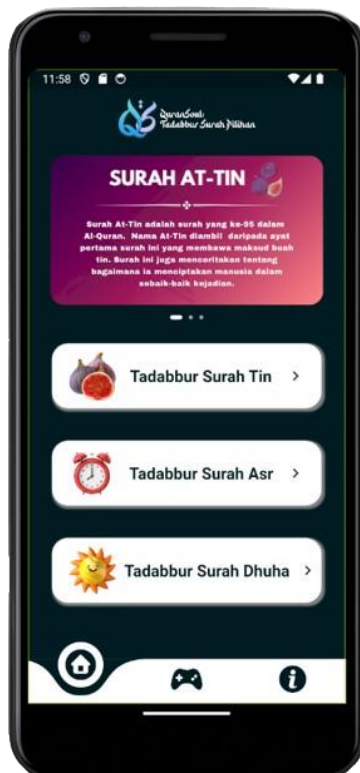 11:58
QuranSoul:
Tadabbur Surah Pilihan
SURAH AT-TIN
Surah At-Tin adalah surah yang ke-95 dalam
Al-Quran. Nama At-Tin diambil daripada ayat
pertama surah ini yang membawa maksud buah
tin. Surah ini juga menceritakan tentang
bagaimana ia menciptakan manusia dalam
sebaik-baik kejadian.
Tadabbur Surah Tin
Tadabbur Surah Asr
Tadabbur Surah Dhuha